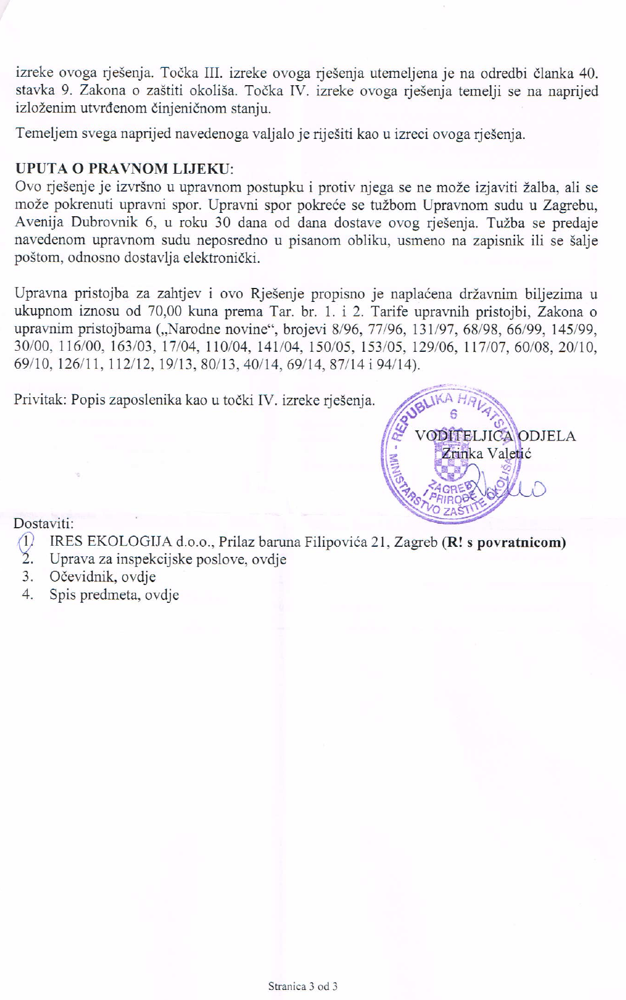 izreke ovoga rješenja. Točka III. izreke ovoga rješenja utemeljena je na odredbi članka 40.
stavka 9. Zakona o zaštiti okoliša. Točka IV. izreke ovoga rješenja temelji se na naprijed
izloženim utvrđenom činjeničnom stanju.
Temeljem svega naprijed navedenoga valjalo je riješiti kao u izreci ovoga rješenja.
UPUTA O PRAVNOM LIJEKU:
Ovo rješenje je izvršno u upravnom postupku i protiv njega se ne može izjaviti žalba, ali se
može pokrenuti upravni spor. Upravni spor pokreće se tužbom Upravnom sudu u Zagrebu,
Avenija Dubrovnik 6, u roku 30 dana od dana dostave ovog rješenja. Tužba se predaje
navedenom upravnom sudu neposredno u pisanom obliku, usmeno na zapisnik ili se šalje
poštom, odnosno dostavlja elektronički.
Upravna pristojba za zahtjev i ovo Rješenje propisno je naplaćena državnim biljezima u
ukupnom iznosu od 70,00 kuna prema Tar. br. 1. i 2. Tarife upravnih pristojbi, Zakona o
upravnim pristojbama („Narodne novine“, brojevi 8/96, 77/96, 131/97, 68/98, 66/99, 145/99,
30/00, 116/00, 163/03, 17/04, 110/04, 141/04, 150/05, 153/05, 129/06, 117/07, 60/08, 20/10,
69/10, 126/11, 112/12, 19/13, 80/13, 40/14, 69/14, 87/14 i 94/14).
Privitak: Popis zaposlenika kao u točki IV. izreke rješenja.
REPUBLIKA HRVATSKA
6
MINISTARSTVO ZAŠTITE OKOLIŠA
I PRIRODE
ZAGREB
VODITELJICA ODJELA
Zrinka Valetić
Dostaviti:
1. IRES EKOLOGIJA d.o.o., Prilaz baruna Filipovića 21, Zagreb (R! s povratnicom)
2. Uprava za inspekcijske poslove, ovdje
3. Očevidnik, ovdje
4. Spis predmeta, ovdje
Stranica 3 od 3